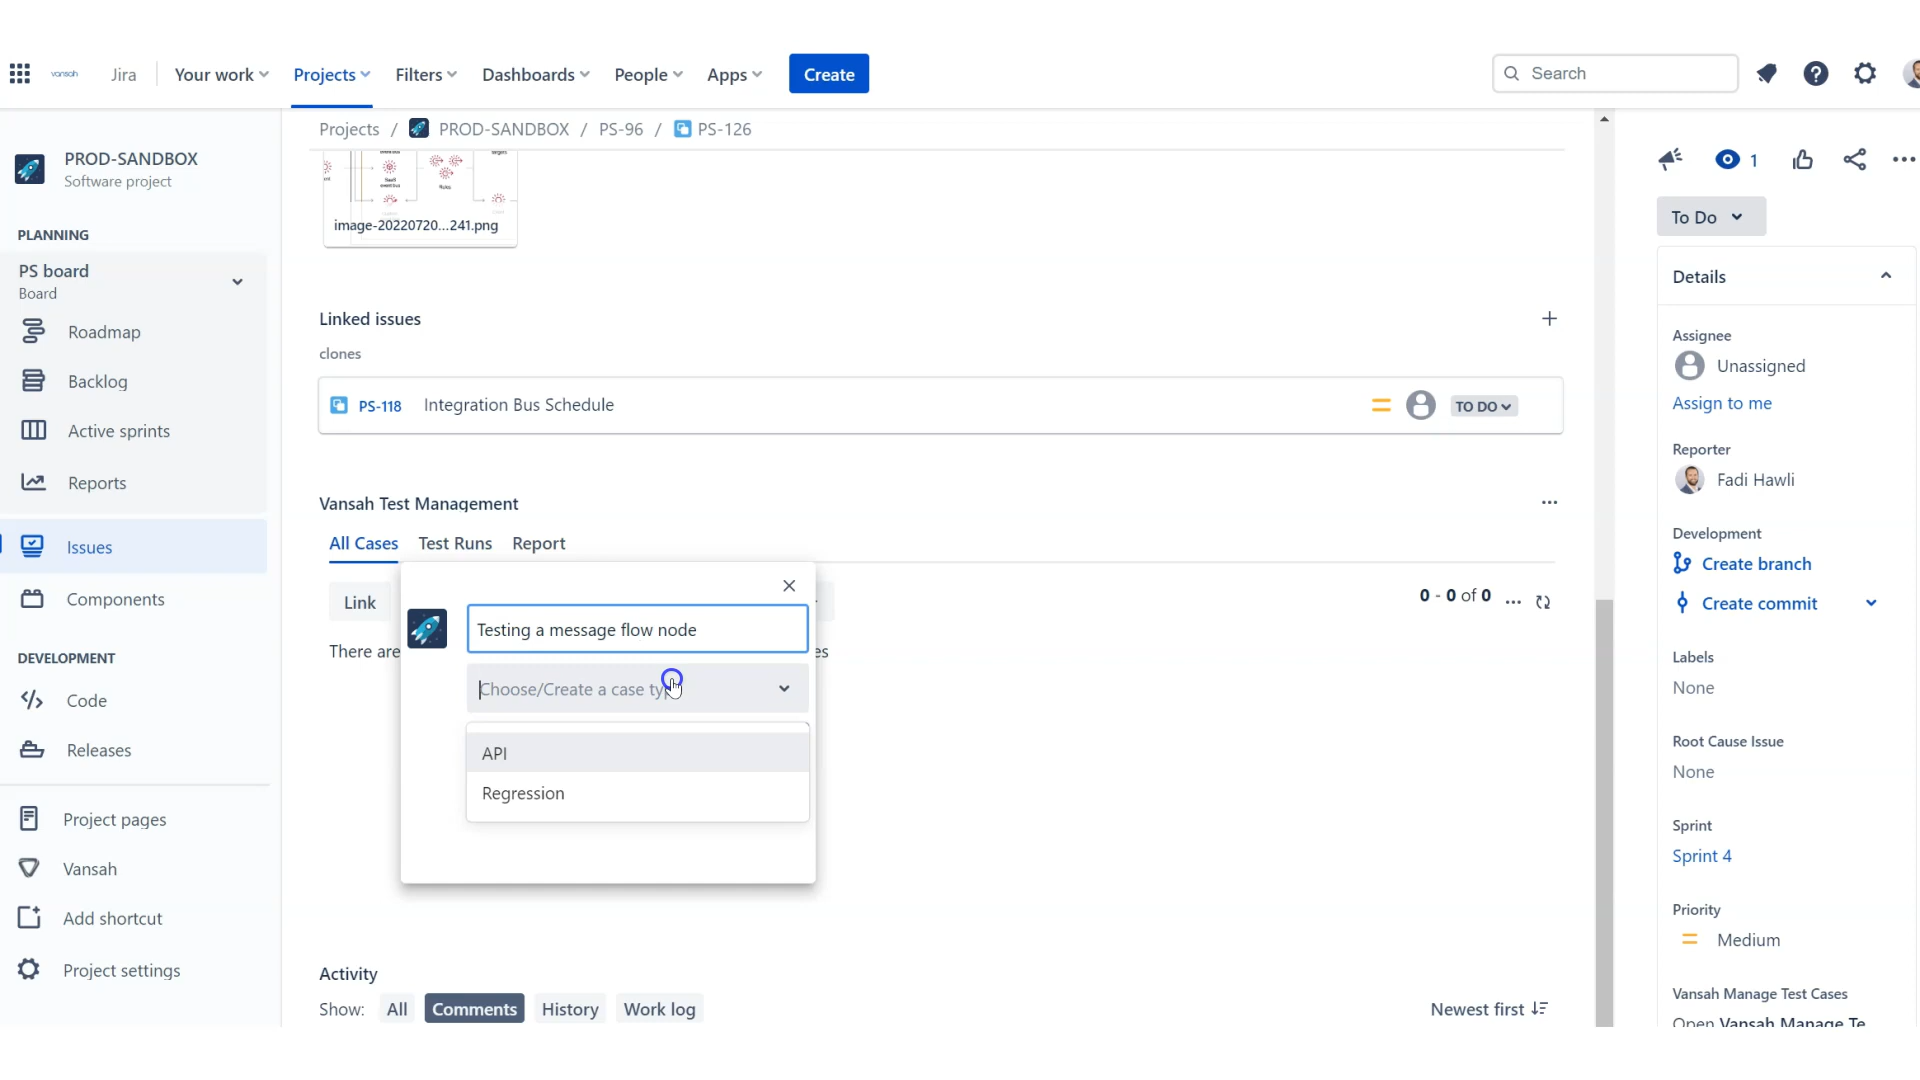 vansah
Jira
Your work
Projects
Filters
Dashboards
People
Apps
Create
Search
PROD-SANDBOX
Software project
PLANNING
PS board
Board
Roadmap
Backlog
Active sprints
Reports
Issues
Components
DEVELOPMENT
Code
Releases
Project pages
Vansah
Add shortcut
Project settings
Projects / PROD-SANDBOX / PS-96 / PS-126
Rules
image-20220720...241.png
Linked issues
clones
PS-118 Integration Bus Schedule TO DO
Vansah Test Management
All Cases Test Runs Report
Link
0 - 0 of 0
Testing a message flow node
There are
es
Choose/Create a case ty
API
Regression
Activity
Show: All Comments History Work log
Newest first
1
To Do
Details
Assignee
Unassigned
Assign to me
Reporter
Fadi Hawli
Development
Create branch
Create commit
Labels
None
Root Cause Issue
None
Sprint
Sprint 4
Priority
Medium
Vansah Manage Test Cases
Open Vansah Manage Te